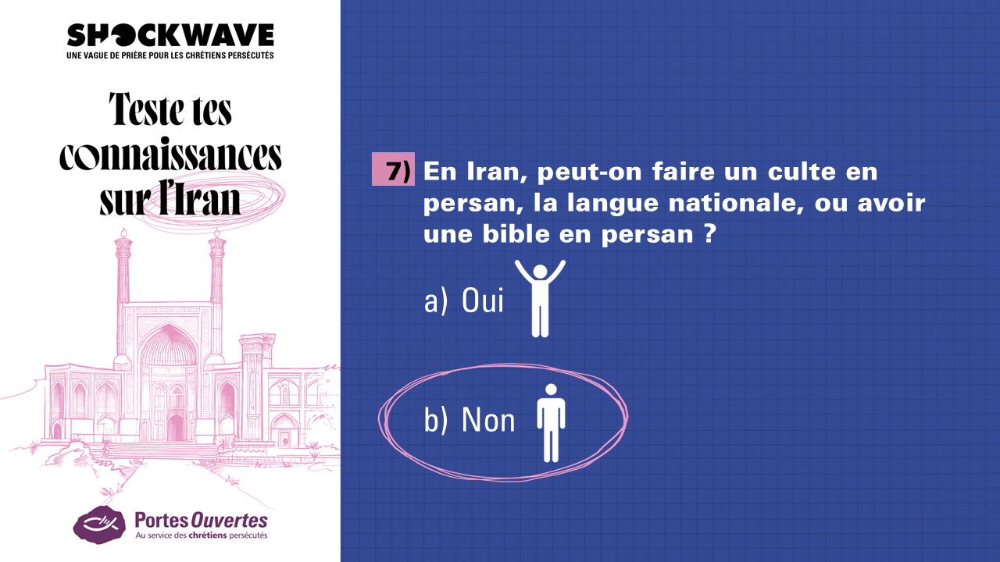 SHOCKWAVE
UNE VAGUE DE PRIÈRE POUR LES CHRÉTIENS PERSÉCUTÉS
Teste tes
connaissances
sur l'Iran
Portes Ouvertes
Au service des chrétiens persécutés
7) En Iran, peut-on faire un culte en
persan, la langue nationale, ou avoir
une bible en persan ?
a) Oui
b) Non